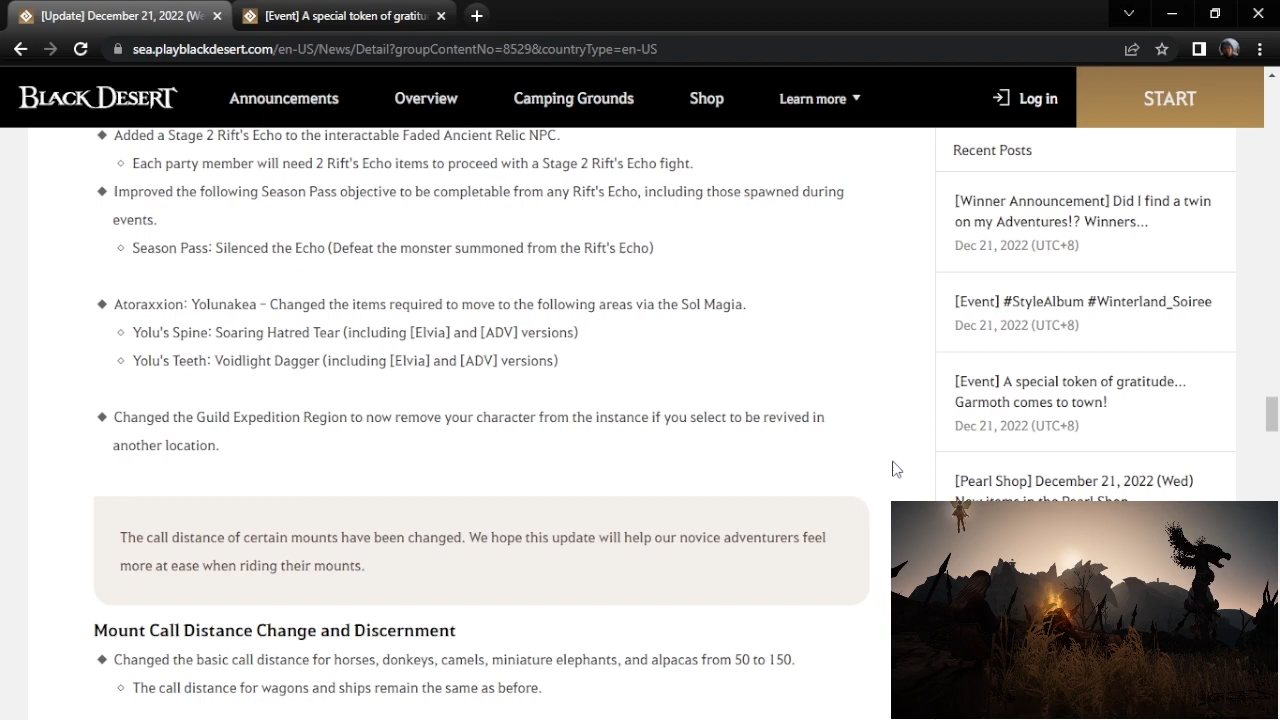 [Update] December 21, 2022 (We
[Event] A special token of gratitu
sea.playblackdesert.com/en-US/News/Detail?groupContentNo=8529&countryType=en-US
BLACK DESERT
Announcements
Overview
Camping Grounds
Shop
Learn more
Log in
START
Added a Stage 2 Rift's Echo to the interactable Faded Ancient Relic NPC.
Each party member will need 2 Rift's Echo items to proceed with a Stage 2 Rift's Echo fight.
Improved the following Season Pass objective to be completable from any Rift's Echo, including those spawned during
events.
Season Pass: Silenced the Echo (Defeat the monster summoned from the Rift's Echo)
Atoraxxion: Yolunakea – Changed the items required to move to the following areas via the Sol Magia.
Yolu's Spine: Soaring Hatred Tear (including [Elvia] and [ADV] versions)
Yolu's Teeth: Voidlight Dagger (including [Elvia] and [ADV] versions)
Changed the Guild Expedition Region to now remove your character from the instance if you select to be revived in
another location.
The call distance of certain mounts have been changed. We hope this update will help our novice adventurers feel
more at ease when riding their mounts.
Mount Call Distance Change and Discernment
Changed the basic call distance for horses, donkeys, camels, miniature elephants, and alpacas from 50 to 150.
The call distance for wagons and ships remain the same as before.
Recent Posts
[Winner Announcement] Did I find a twin
on my Adventures!? Winners...
Dec 21, 2022 (UTC+8)
[Event] #StyleAlbum #Winterland_Soiree
Dec 21, 2022 (UTC+8)
[Event] A special token of gratitude...
Garmoth comes to town!
Dec 21, 2022 (UTC+8)
[Pearl Shop] December 21, 2022 (Wed)
New items in the Pearl Shop